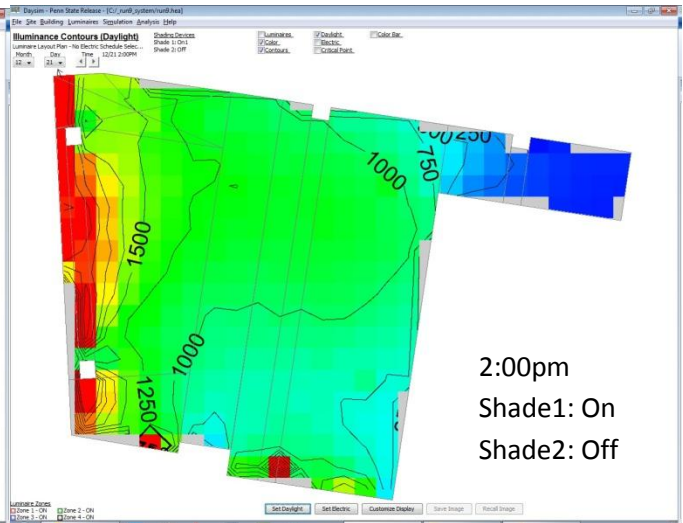 Daysim - Penn State Release - [C:/_run9_system/run9.hea]
File Site Building Luminaires Simulation Analysis Help
Illuminance Contours (Daylight)
Luminaire Layout Plan - No Electric Schedule Selec...
Month Day Time 12/21 2:00PM
12 21
Shading Devices
Shade 1: On1
Shade 2: Off
Luminaires Daylight Color Bar
Color Electric
Contours Critical Point
250
750
1000
1500
1000
1250
2:00pm
Shade1: On
Shade2: Off
Luminaire Zones
Zone 1 - ON Zone 2 - ON
Zone 3 - ON Zone 4 - ON
Set Daylight Set Electric Customize Display Save Image Recall Image